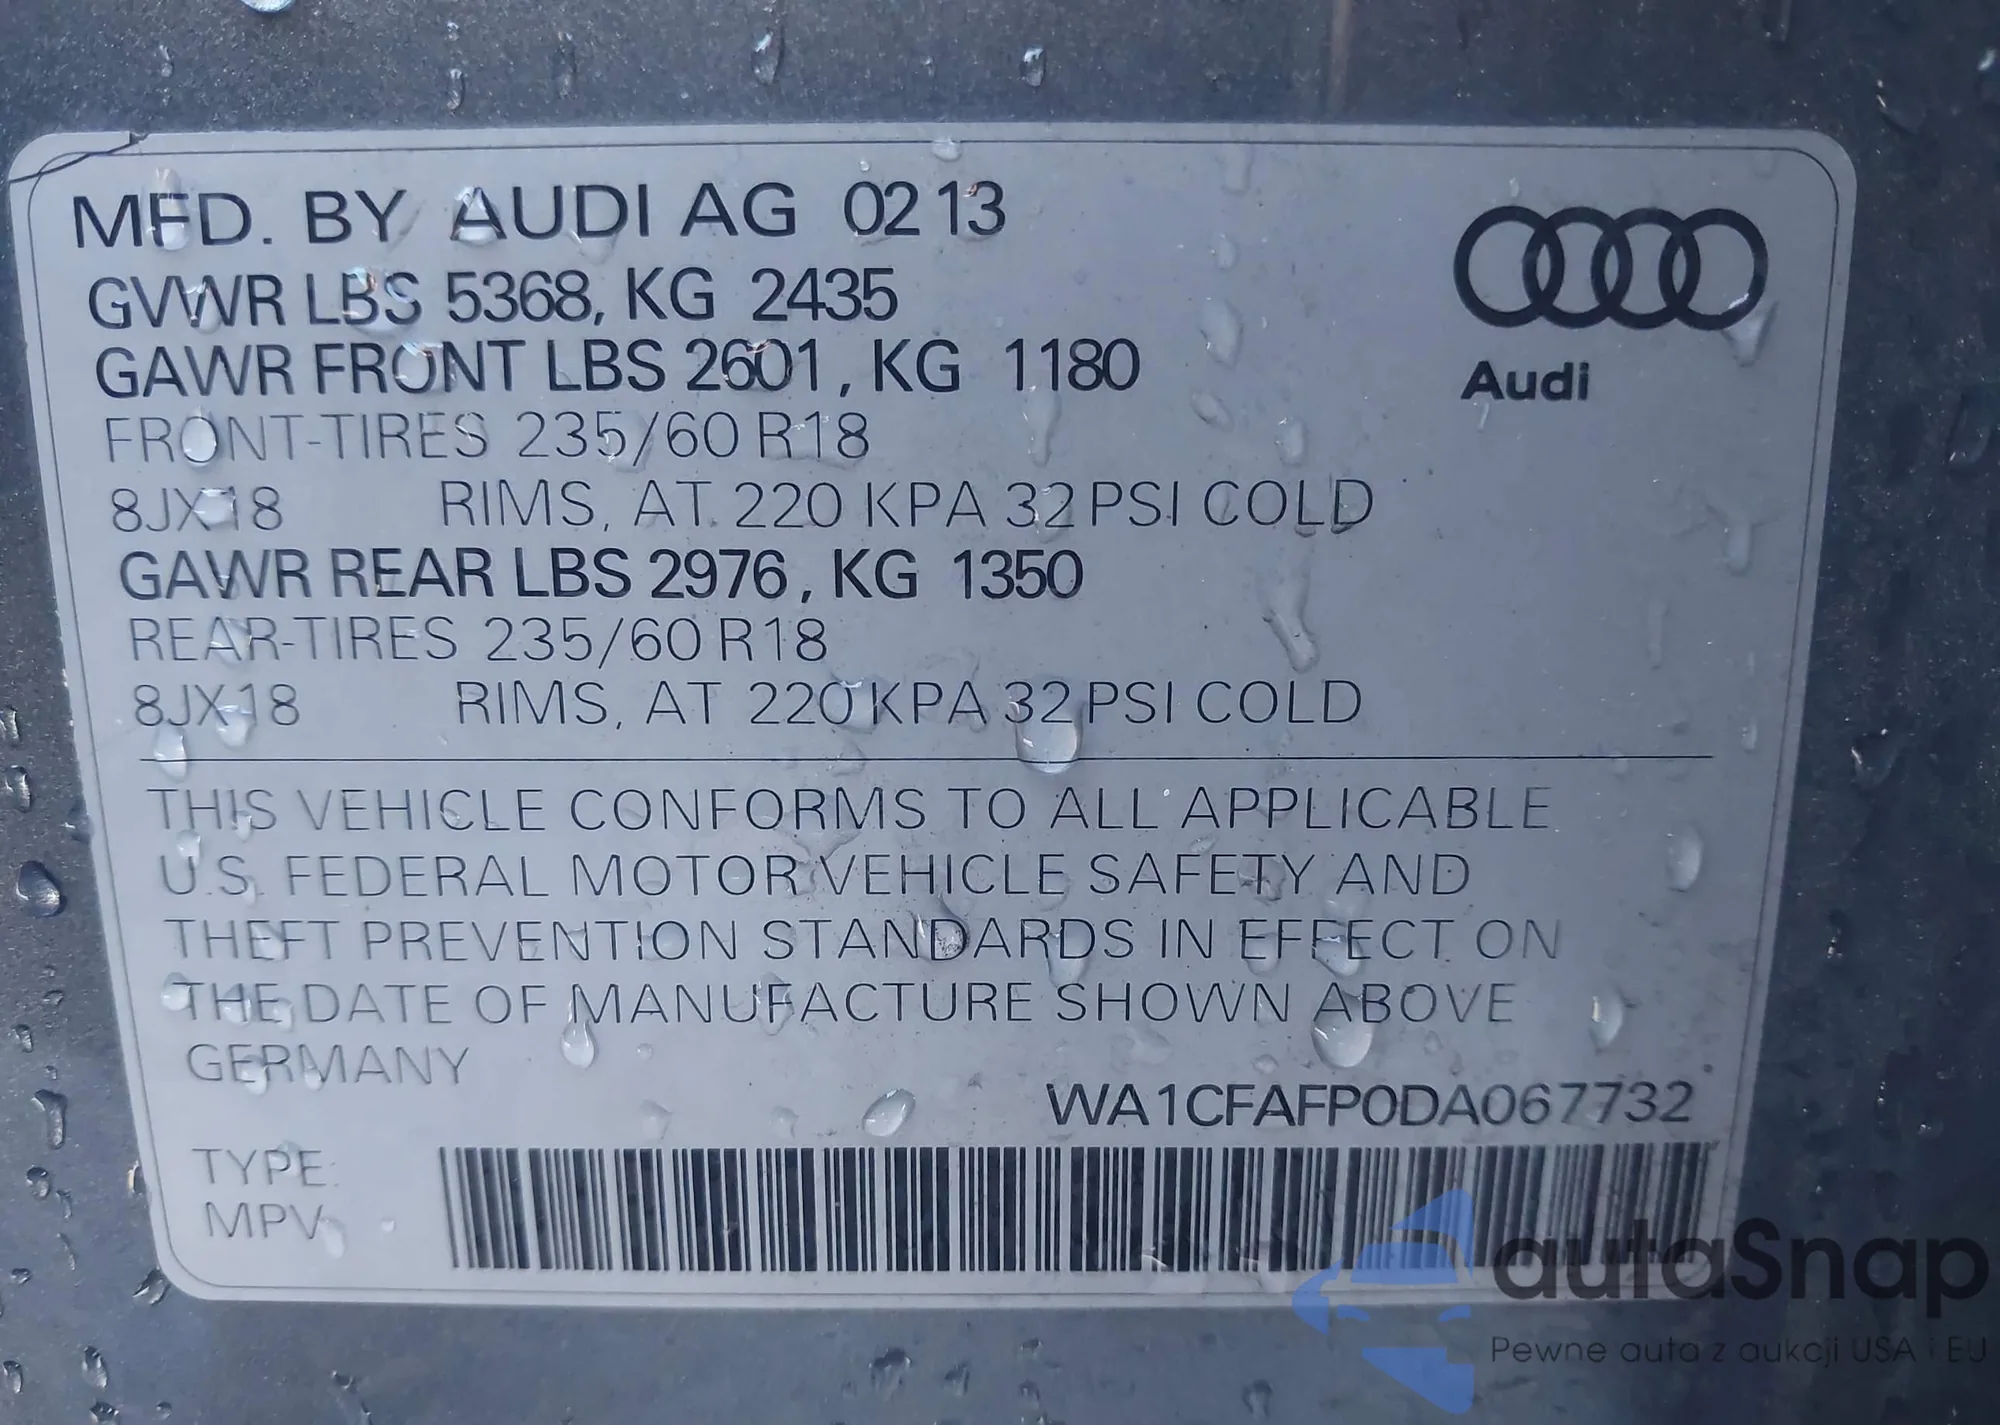 MFD. BY AUDI AG 02 13
GVWR LBS 5368, KG 2435
GAWR FRONT LBS 2601, KG 1180
FRONT-TIRES 235/60 R18
8JX18 RIMS, AT 220 KPA 32 PSI COLD
GAWR REAR LBS 2976, KG 1350
REAR-TIRES 235/60 R18
8JX18 RIMS, AT 220 KPA 32 PSI COLD
Audi
THIS VEHICLE CONFORMS TO ALL APPLICABLE
U.S. FEDERAL MOTOR VEHICLE SAFETY AND
THEFT PREVENTION STANDARDS IN EFFECT ON
THE DATE OF MANUFACTURE SHOWN ABOVE
GERMANY
WA1CFAFP0DA067732
TYPE:
MPV
autaSnap
Pewne auta z aukcji USA i EU